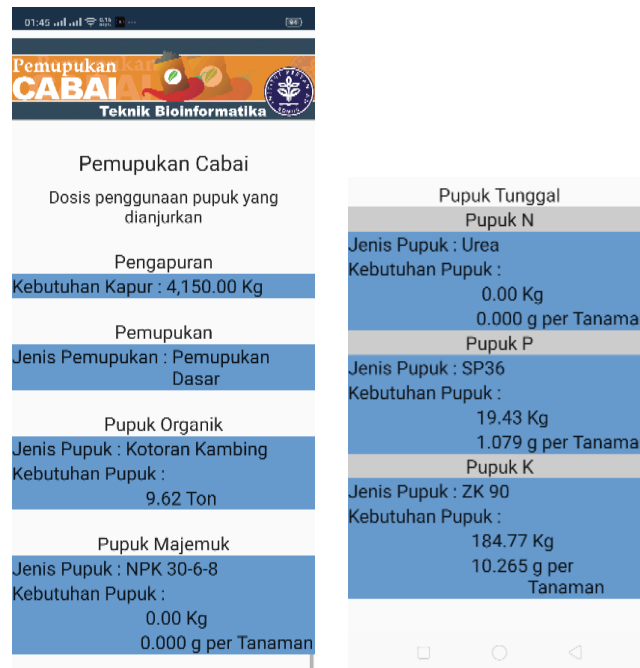 01:45
Pemupukan
CABAI
Teknik Bioinformatika
Pemupukan Cabai
Dosis penggunaan pupuk yang
dianjurkan
Pengapuran
Kebutuhan Kapur : 4,150.00 Kg
Pemupukan
Jenis Pemupukan : Pemupukan
Dasar
Pupuk Organik
Jenis Pupuk : Kotoran Kambing
Kebutuhan Pupuk :
9.62 Ton
Pupuk Majemuk
Jenis Pupuk : NPK 30-6-8
Kebutuhan Pupuk :
0.00 Kg
0.000 g per Tanaman
Pupuk Tunggal
Pupuk N
Jenis Pupuk : Urea
Kebutuhan Pupuk :
0.00 Kg
0.000 g per Tanama
Pupuk P
Jenis Pupuk : SP36
Kebutuhan Pupuk :
19.43 Kg
1.079 g per Tanama
Pupuk K
Jenis Pupuk : ZK 90
Kebutuhan Pupuk :
184.77 Kg
10.265 g per
Tanaman